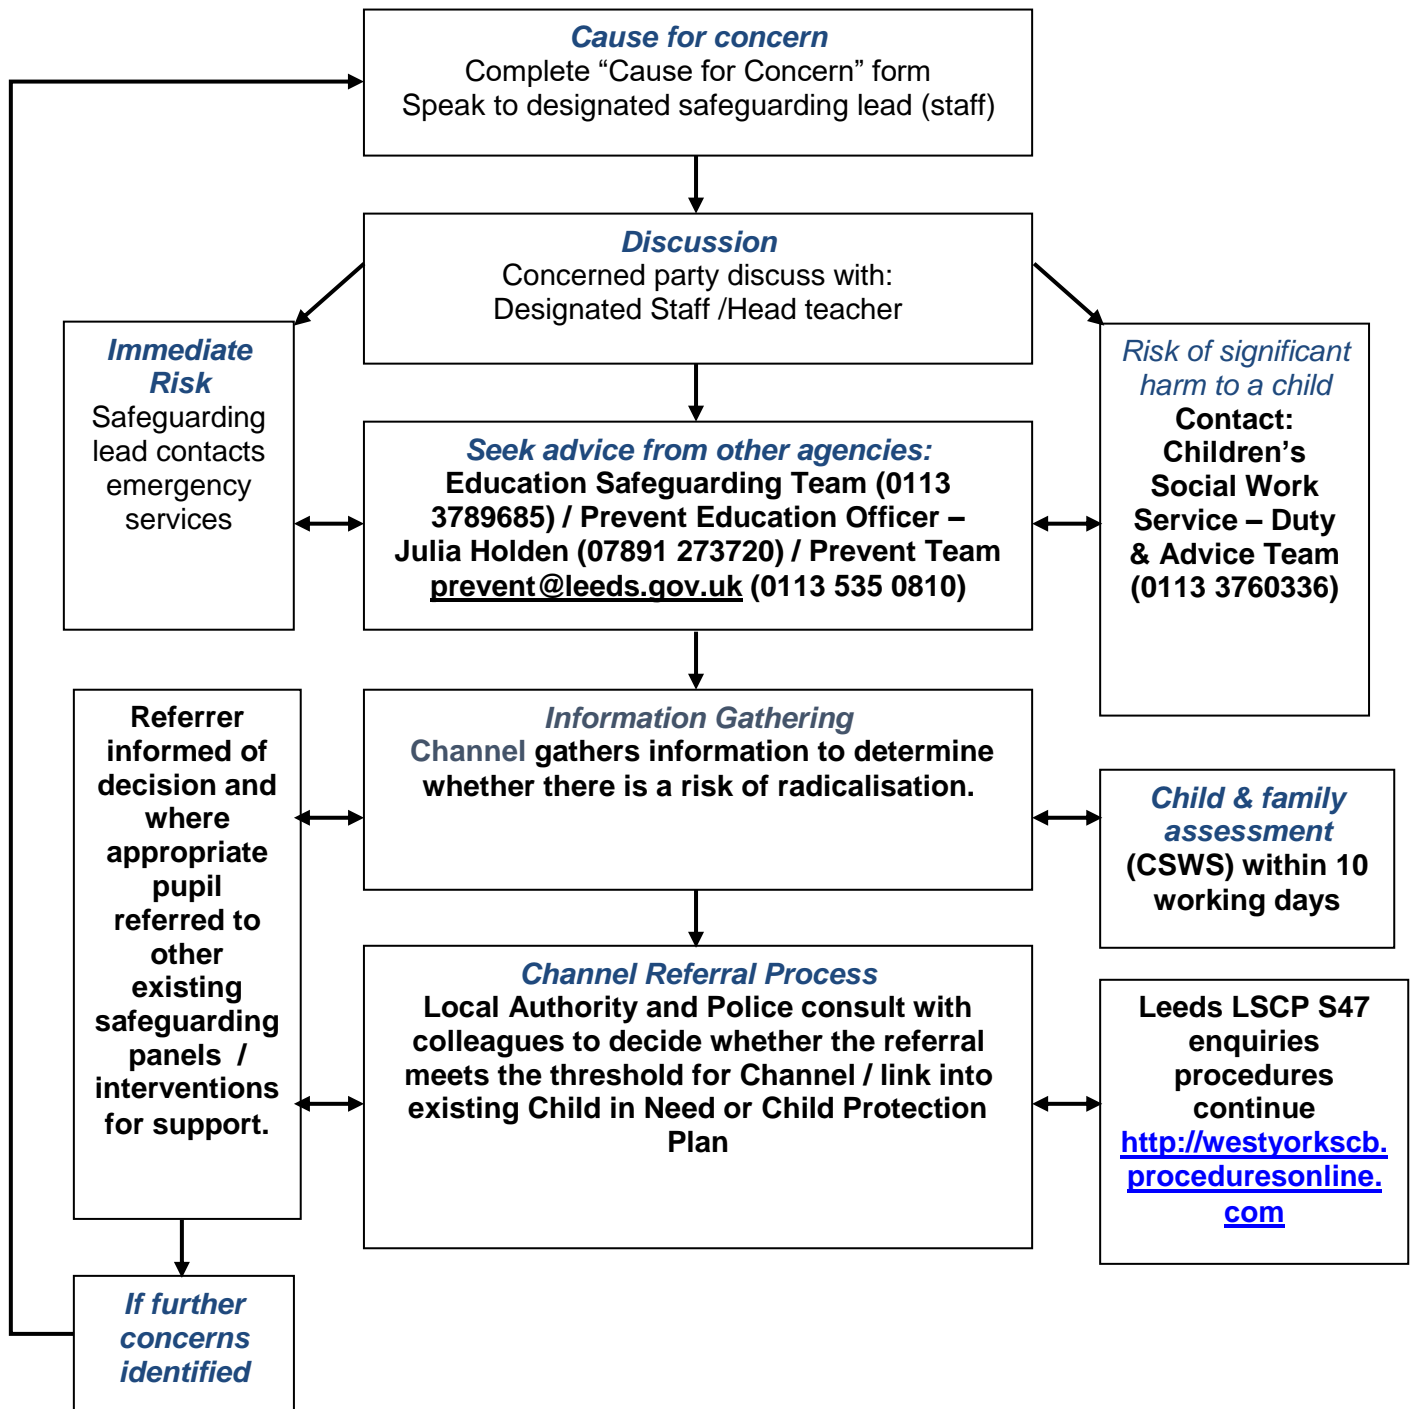 Cause for concern
Complete “Cause for Concern” form
Speak to designated safeguarding lead (staff)
Discussion
Concerned party discuss with:
Designated Staff /Head teacher
Immediate
Risk
Safeguarding
lead contacts
emergency
services
Seek advice from other agencies:
Education Safeguarding Team (0113
3789685) / Prevent Education Officer –
Julia Holden (07891 273720) / Prevent Team
prevent@leeds.gov.uk (0113 535 0810)
Risk of significant
harm to a child
Contact:
Children’s
Social Work
Service – Duty
& Advice Team
(0113 3760336)
Referrer
informed of
decision and
where
appropriate
pupil
referred to
other
existing
safeguarding
panels /
interventions
for support.
Information Gathering
Channel gathers information to determine
whether there is a risk of radicalisation.
Child & family
assessment
(CSWS) within 10
working days
Channel Referral Process
Local Authority and Police consult with
colleagues to decide whether the referral
meets the threshold for Channel / link into
existing Child in Need or Child Protection
Plan
Leeds LSCP S47
enquiries
procedures
continue
http://westyorkscb.
proceduresonline.
com
If further
concerns
identified